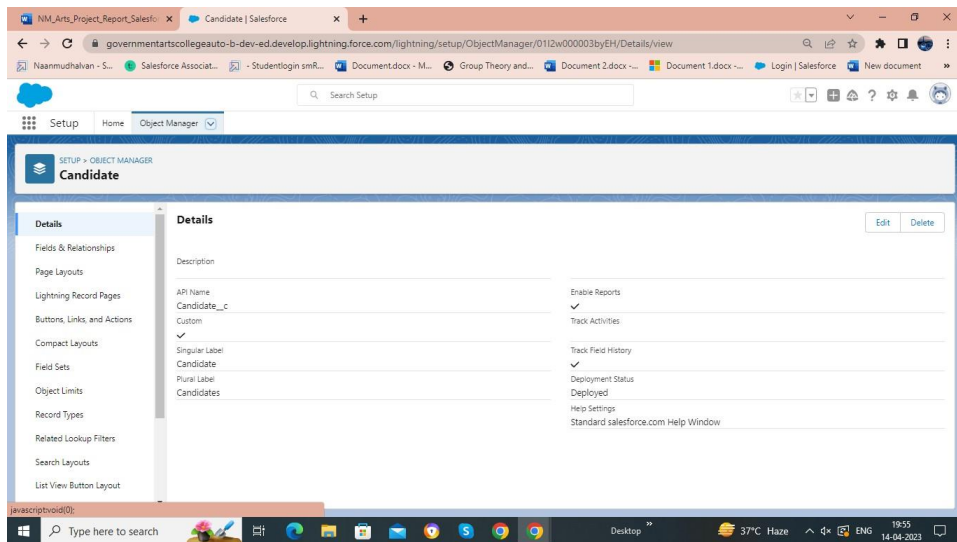 NM_Arts_Project_Report_Salesfo
Candidate | Salesforce
governmentartscollegeauto-b-dev-ed.develop.lightning.force.com/lightning/setup/ObjectManager/01I2w000003byEH/Details/view
Naanmudhalvan - S...
Salesforce Associat...
- Studentlogin smR...
Document.docx - M...
Group Theory and...
Document 2.docx -...
Document 1.docx -...
Login | Salesforce
New document
»
Search Setup
Setup
Home
Object Manager
SETUP > OBJECT MANAGER
Candidate
Details
Fields & Relationships
Page Layouts
Lightning Record Pages
Buttons, Links, and Actions
Compact Layouts
Field Sets
Object Limits
Record Types
Related Lookup Filters
Search Layouts
List View Button Layout
Details
Edit
Delete
Description
API Name
Candidate__c
Custom
Singular Label
Candidate
Plural Label
Candidates
Enable Reports
Track Activities
Track Field History
Deployment Status
Deployed
Help Settings
Standard salesforce.com Help Window
javascript:void(0);
Type here to search
Desktop
»
37°C Haze
ENG
19:55
14-04-2023